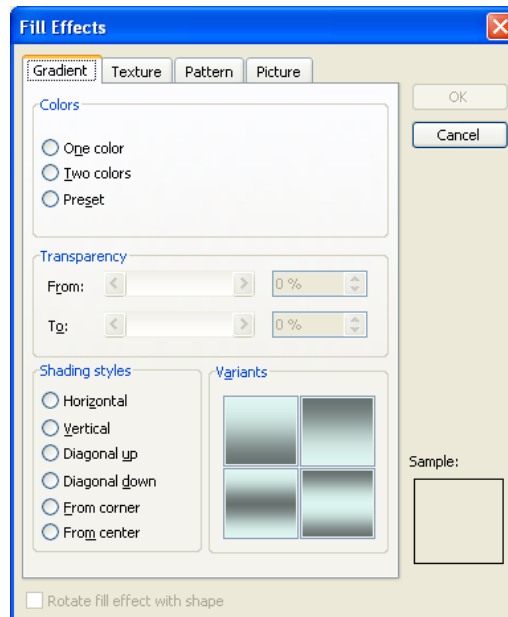 Fill Effects
Gradient Texture Pattern Picture
OK
Cancel
Colors
One color
Two colors
Preset
Transparency
From: 0 %
To: 0 %
Shading styles
Horizontal
Vertical
Diagonal up
Diagonal down
From corner
From center
Variants
Sample:
Rotate fill effect with shape